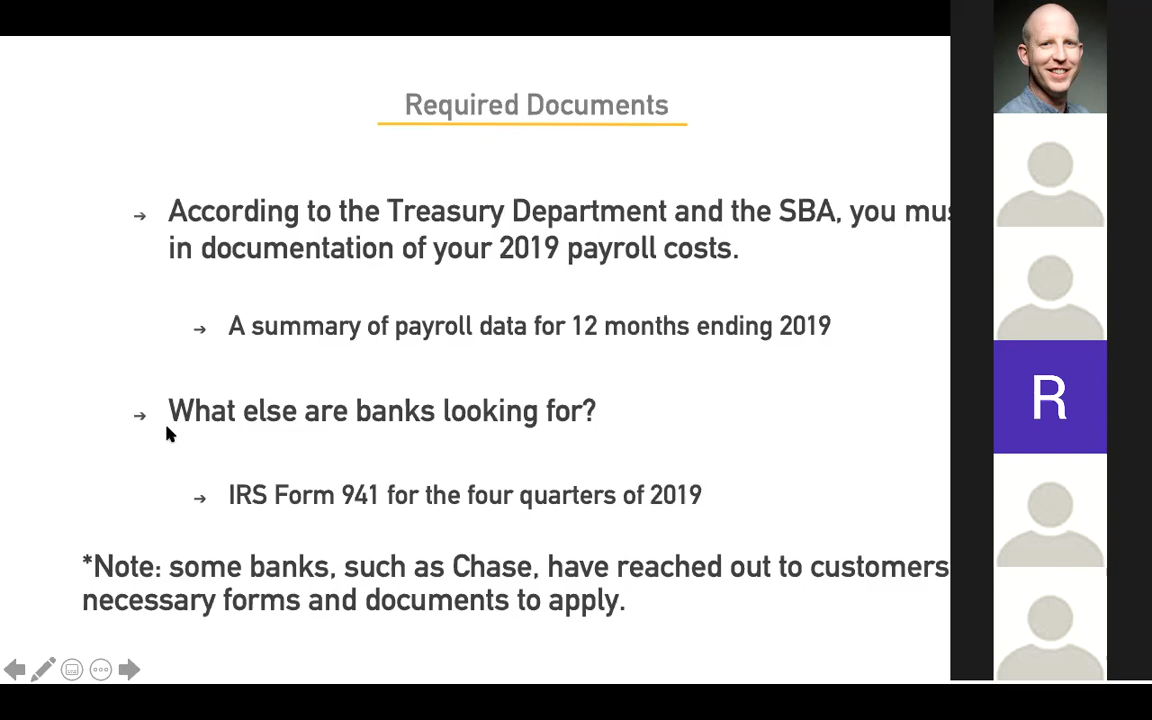 Required Documents
→ According to the Treasury Department and the SBA, you mus
in documentation of your 2019 payroll costs.
→ A summary of payroll data for 12 months ending 2019
→ What else are banks looking for?
→ IRS Form 941 for the four quarters of 2019
*Note: some banks, such as Chase, have reached out to customers
necessary forms and documents to apply.
R